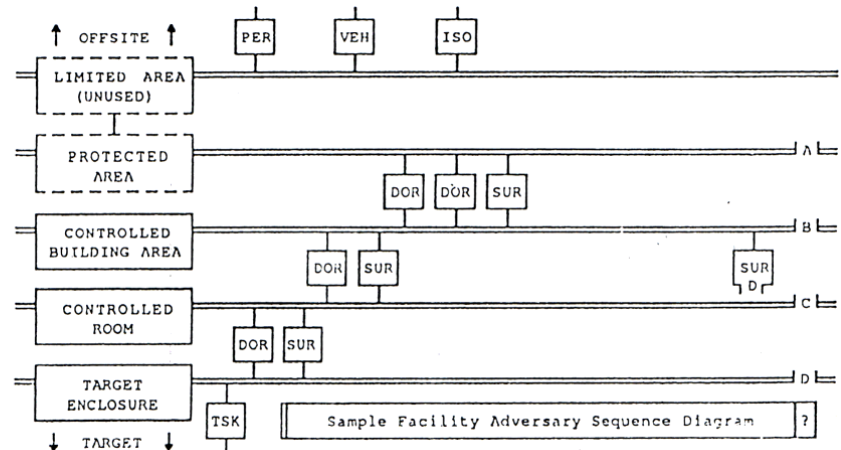 OFFSITE
PER VEH ISO
LIMITED AREA
(UNUSED)
PROTECTED
AREA
A
DOR DOR SUR
CONTROLLED
BUILDING AREA
B
DOR SUR SUR
D
CONTROLLED
ROOM
C
DOR SUR
TARGET
ENCLOSURE
D
TSK
Sample Facility Adversary Sequence Diagram ?
TARGET